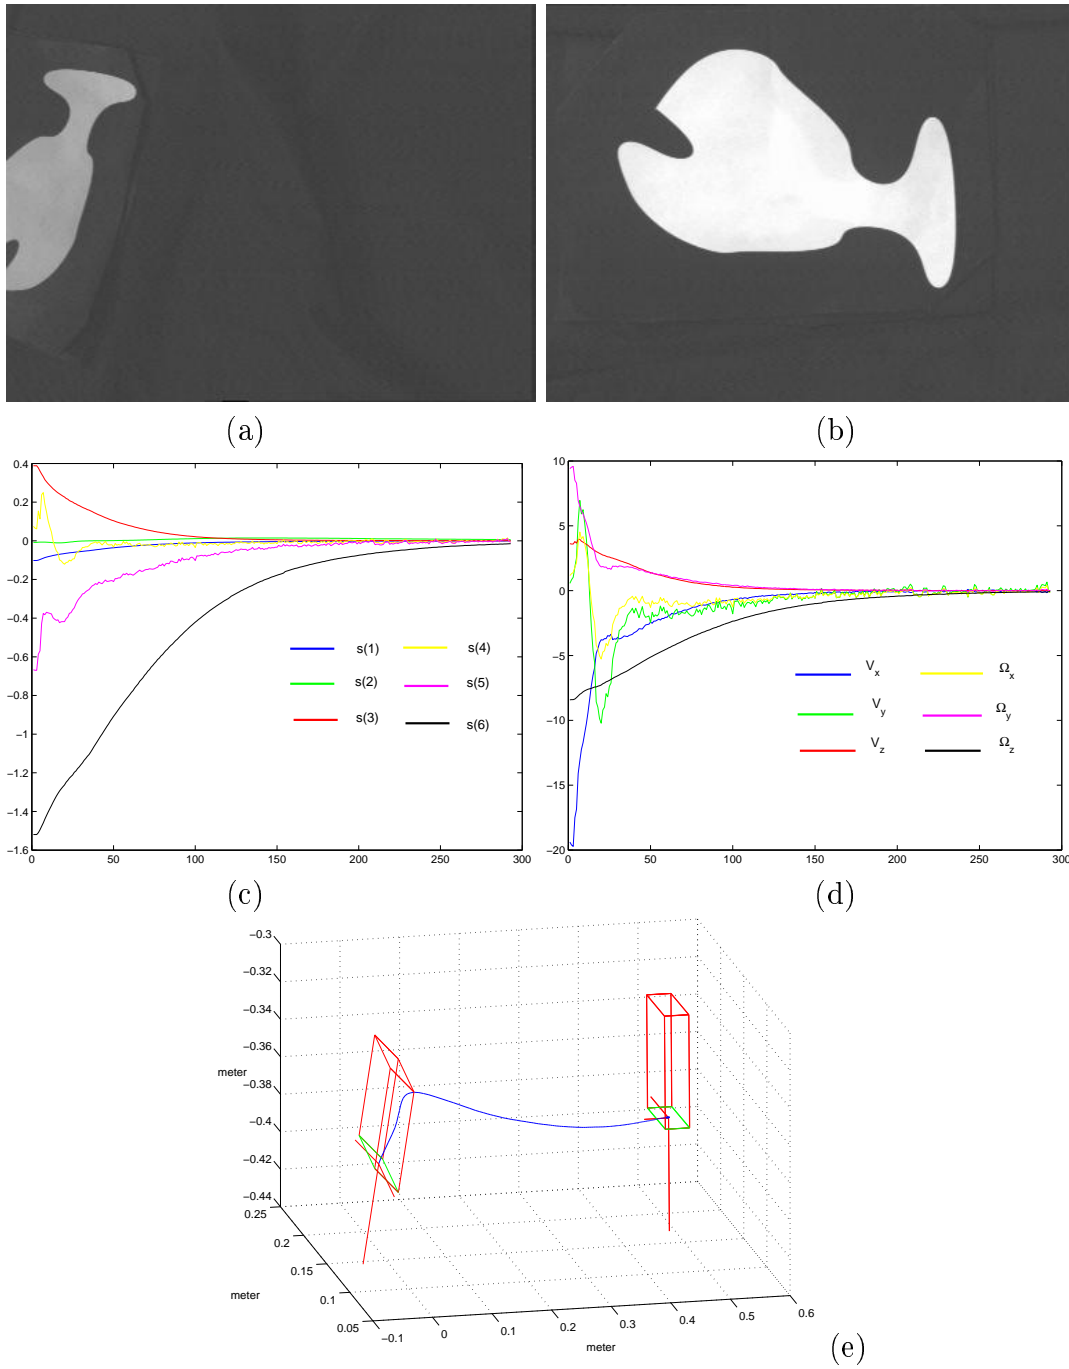 (a)
(b)
0.4
0.2
0
−0.2
−0.4
−0.6
−0.8
−1
−1.2
−1.4
−1.6
0
50
100
150
200
250
300
s(1)
s(4)
s(2)
s(5)
s(3)
s(6)
(c)
10
5
0
−5
−10
−15
−20
0
50
100
150
200
250
300
Vx
Ωx
Vy
Ωy
Vz
Ωz
(d)
−0.3
−0.32
−0.34
−0.36
−0.38
−0.4
−0.42
−0.44
meter
0.25
0.2
0.15
0.1
0.05
meter
−0.1
0
0.1
0.2
0.3
0.4
0.5
0.6
meter
(e)